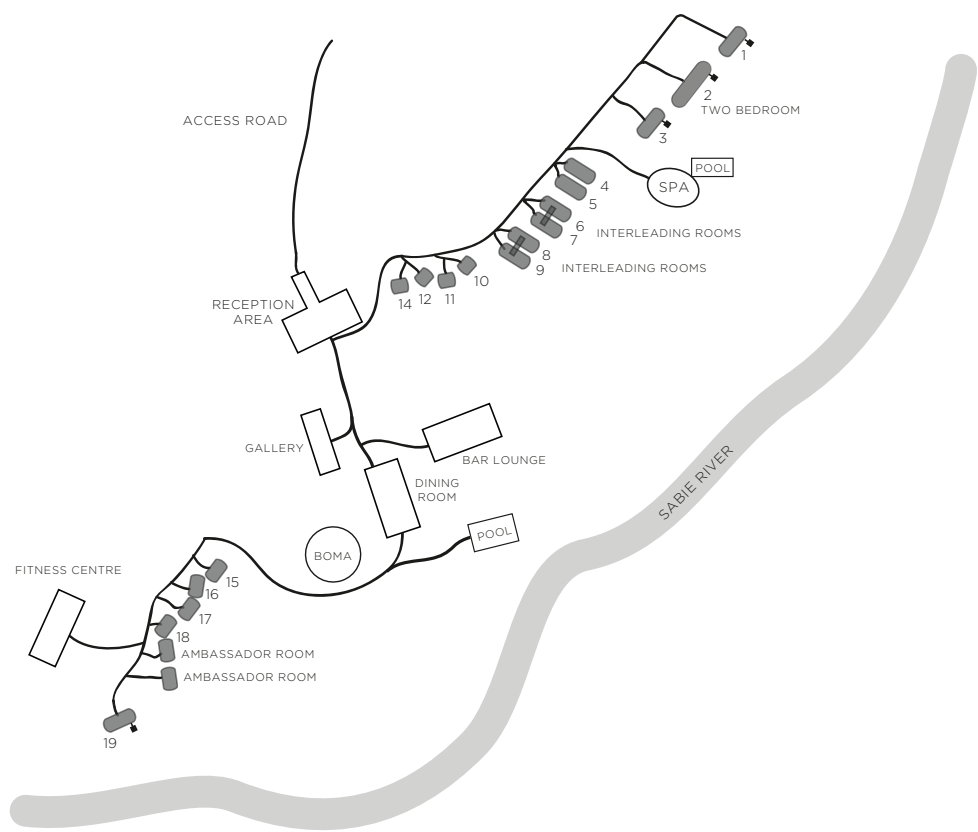 1
2
TWO BEDROOM
ACCESS ROAD
3
POOL
SPA
4
5
6
7
INTERLEADING ROOMS
8
9
INTERLEADING ROOMS
10
11
12
14
RECEPTION
AREA
GALLERY
BAR LOUNGE
DINING
ROOM
SABIE RIVER
POOL
BOMA
FITNESS CENTRE
15
16
17
18
AMBASSADOR ROOM
AMBASSADOR ROOM
19